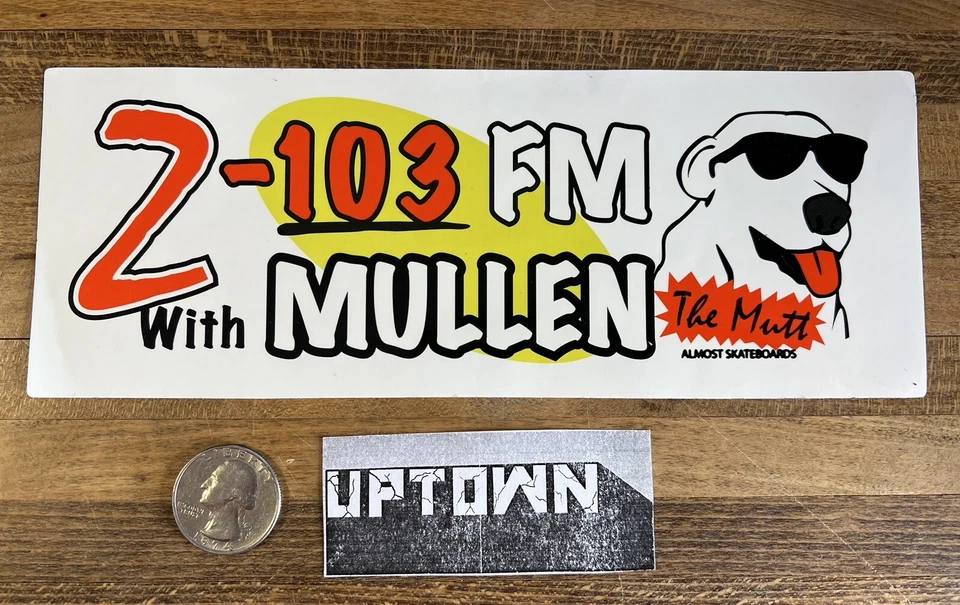 Z-103 FM
With MULLEN
The Mutt
ALMOST SKATEBOARDS
UPTOWN
LIBERTY